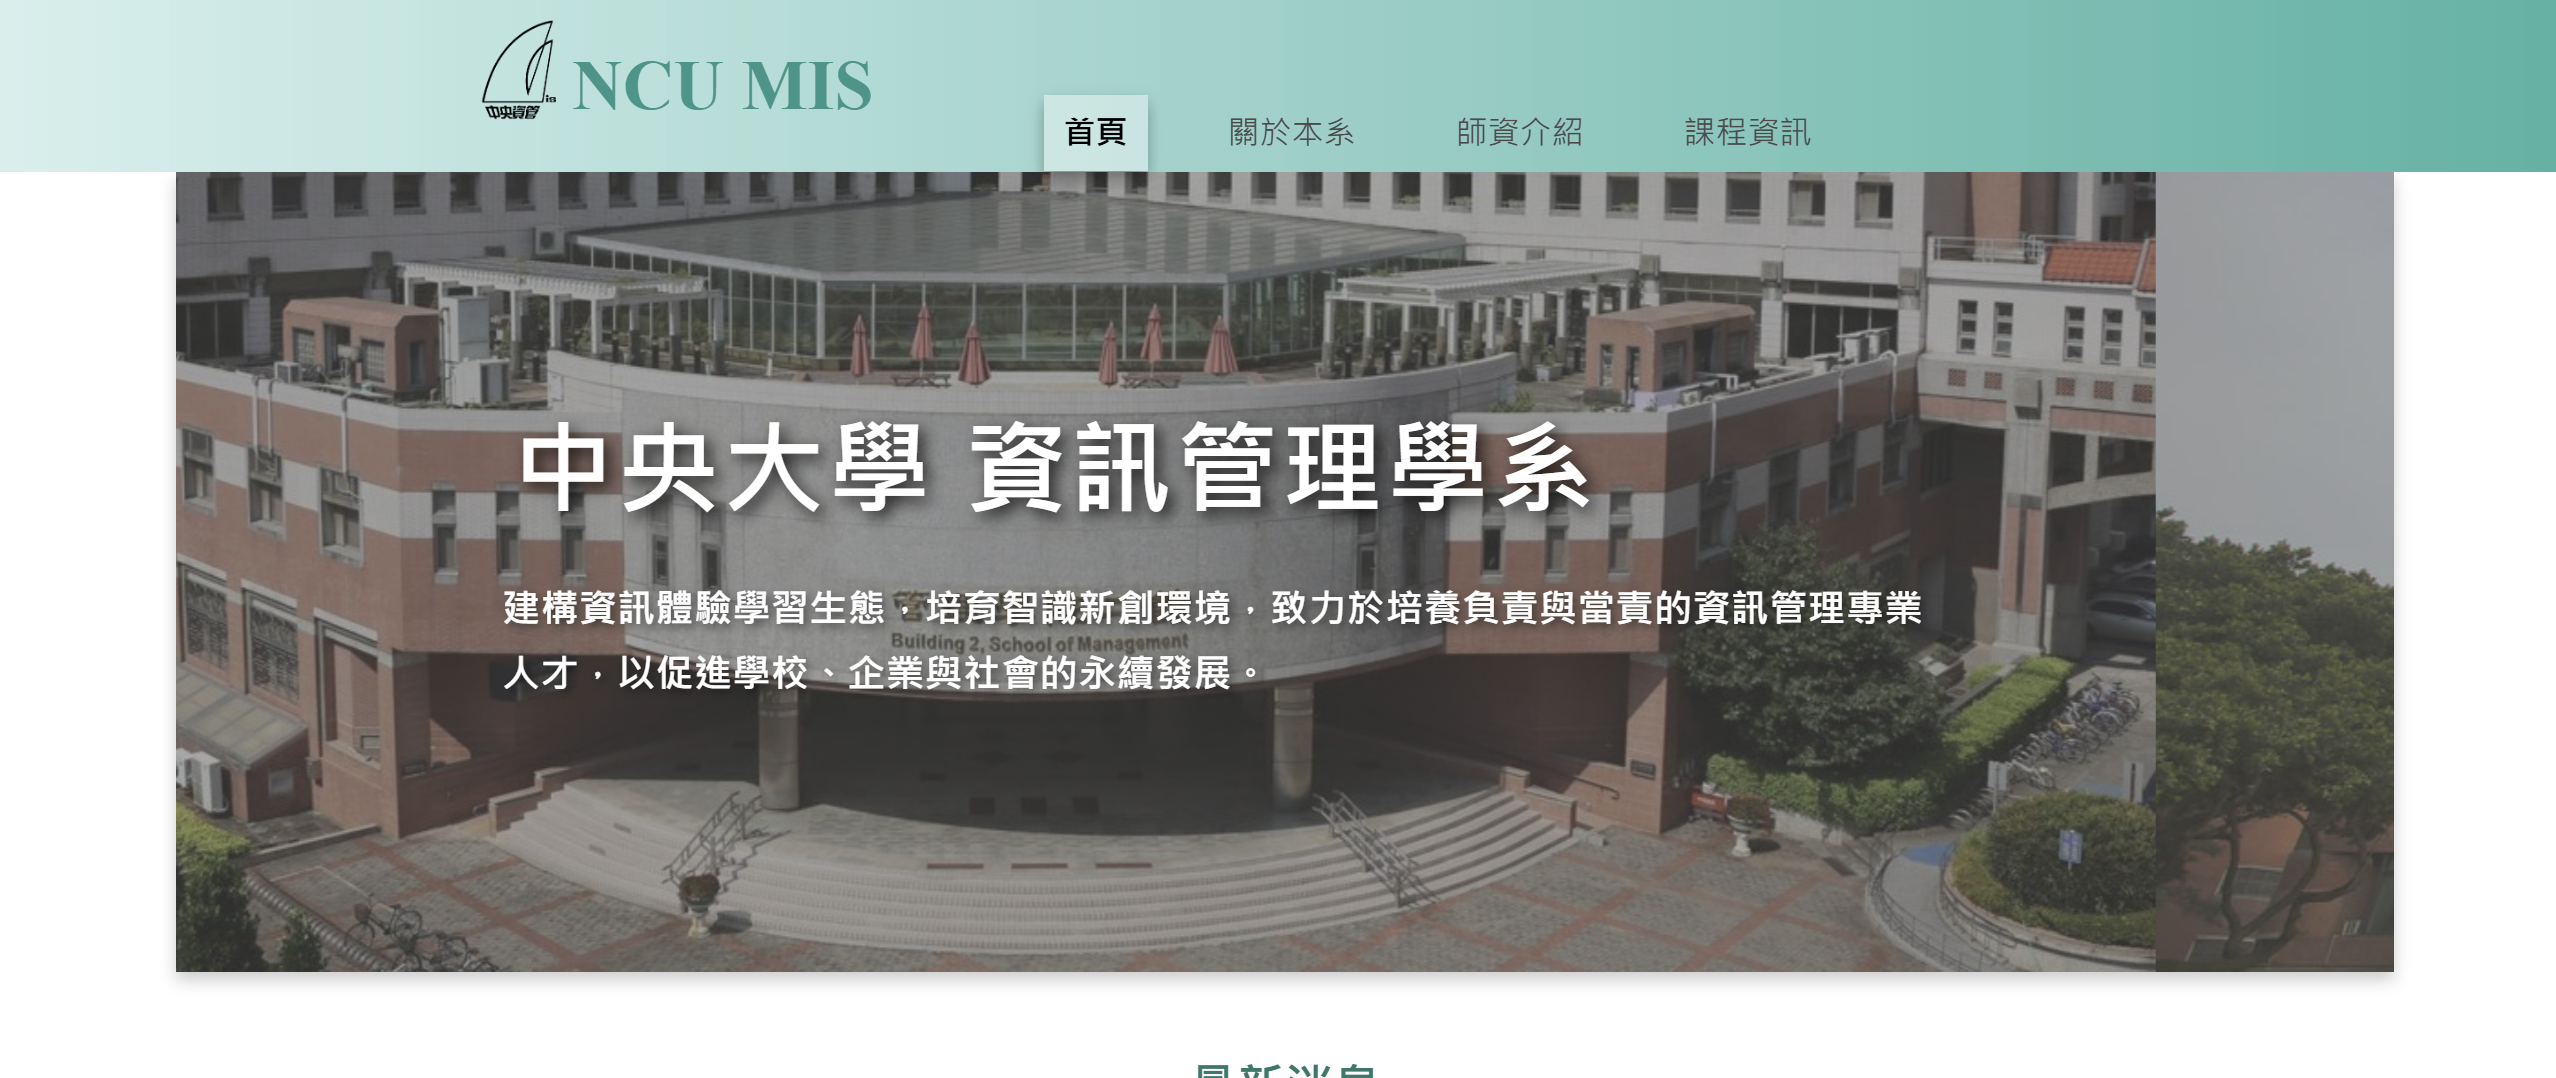 中央資管
is
NCU MIS
首頁
關於本系
師資介紹
課程資訊
中央大學 資訊管理學系
建構資訊體驗學習生態，培育智識新創環境，致力於培養負責與當責的資訊管理專業
Building 2, School of Management
人才，以促進學校、企業與社會的永續發展。
最新消息